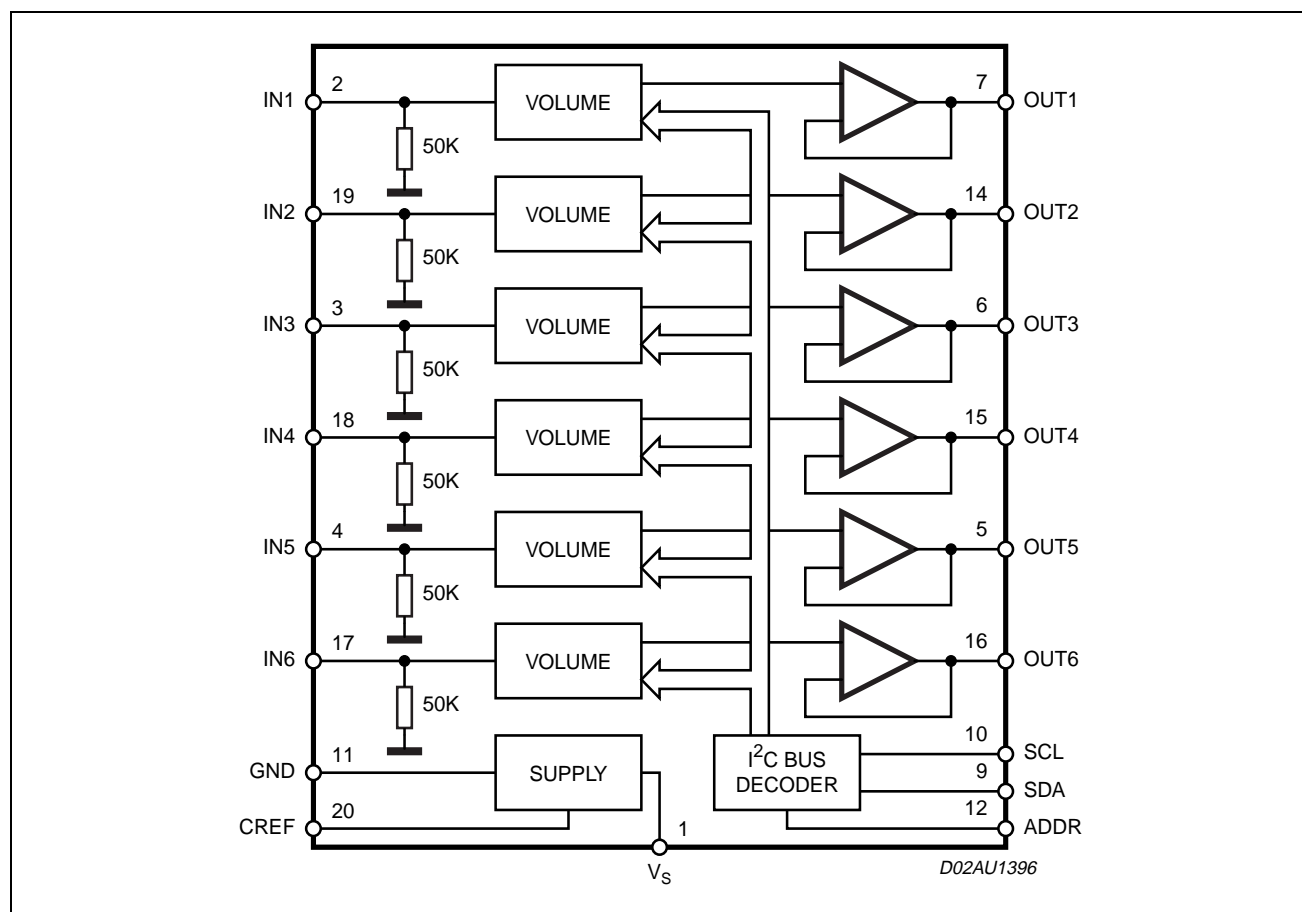 IN1 2 VOLUME 7 OUT1
50K
IN2 19 VOLUME 14 OUT2
50K
IN3 3 VOLUME 6 OUT3
50K
IN4 18 VOLUME 15 OUT4
50K
IN5 4 VOLUME 5 OUT5
50K
IN6 17 VOLUME 16 OUT6
50K
GND 11 SUPPLY I²C BUS DECODER 10 SCL
9 SDA
CREF 20 1 12 ADDR
V_S D02AU1396